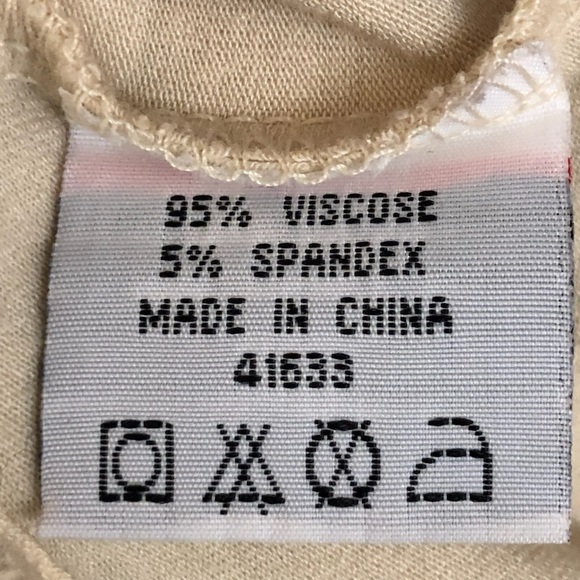 95% VISCOSE
5% SPANDEX
MADE IN CHINA
41633